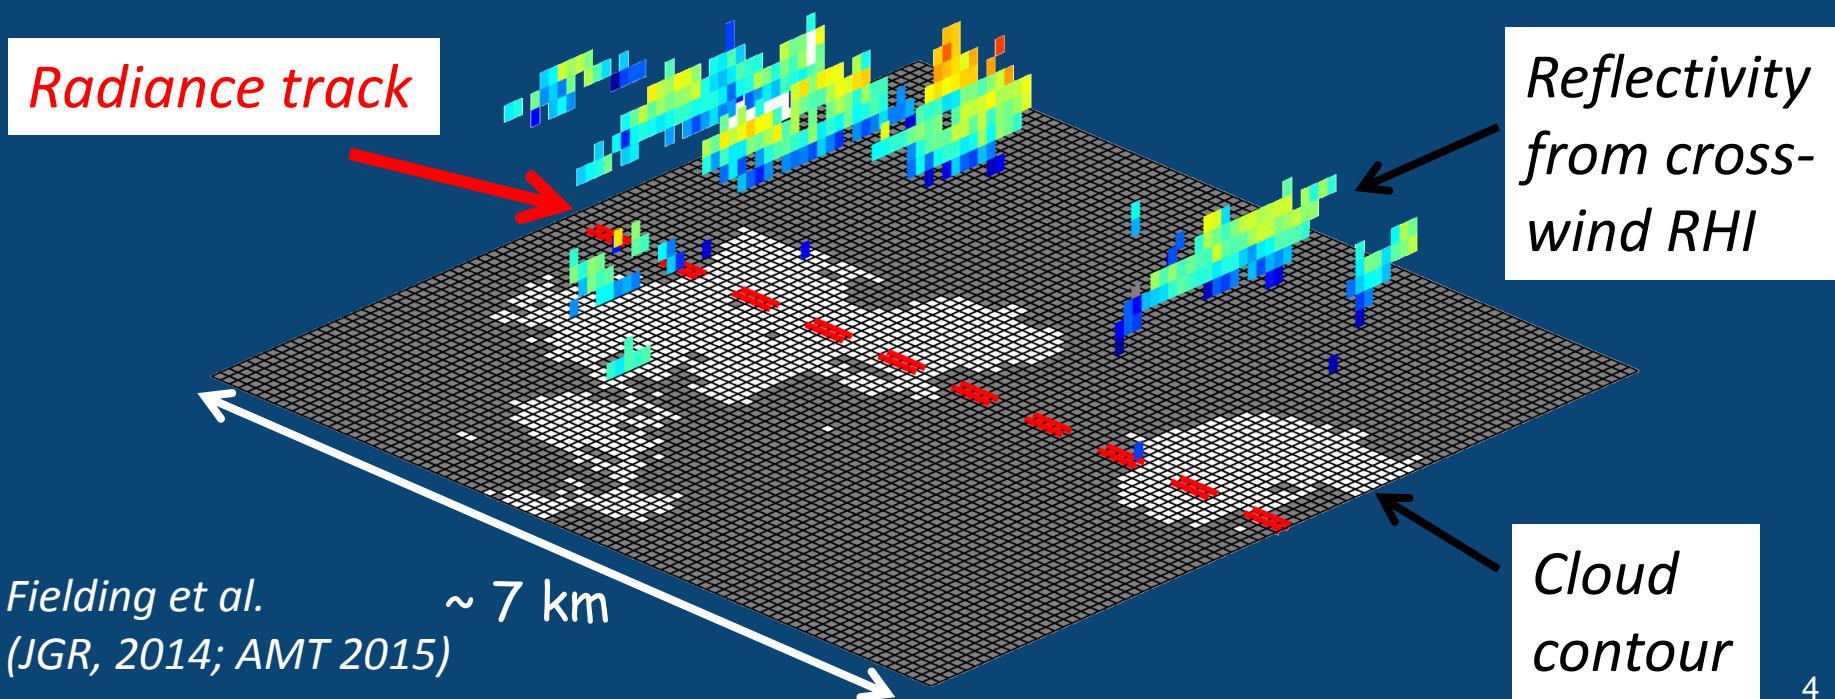 Radiance track
Reflectivity
from cross-
wind RHI
Fielding et al.
(JGR, 2014; AMT 2015)
~ 7 km
Cloud
contour
4